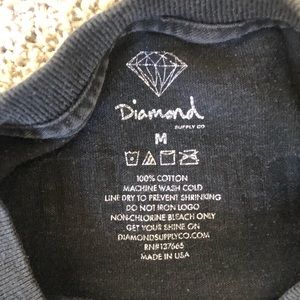 Diamond
SUPPLY CO
M
100% COTTON
MACHINE WASH COLD
LINE DRY TO PREVENT SHRINKING
DO NOT IRON LOGO
NON-CHLORINE BLEACH ONLY
GET YOUR SHINE ON
DIAMONDSUPPLYCO.COM
RN#127665
MADE IN USA